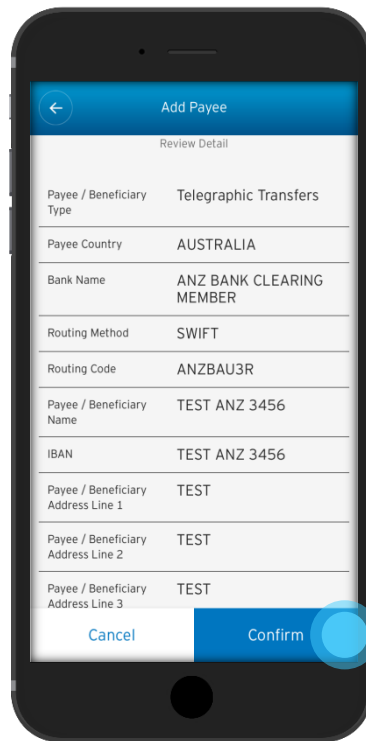 Add Payee
Review Detail
Payee / Beneficiary Telegraphic Transfers
Type
Payee Country AUSTRALIA
Bank Name ANZ BANK CLEARING
MEMBER
Routing Method SWIFT
Routing Code ANZBAU3R
Payee / Beneficiary TEST ANZ 3456
Name
IBAN TEST ANZ 3456
Payee / Beneficiary TEST
Address Line 1
Payee / Beneficiary TEST
Address Line 2
Payee / Beneficiary TEST
Address Line 3
Cancel Confirm